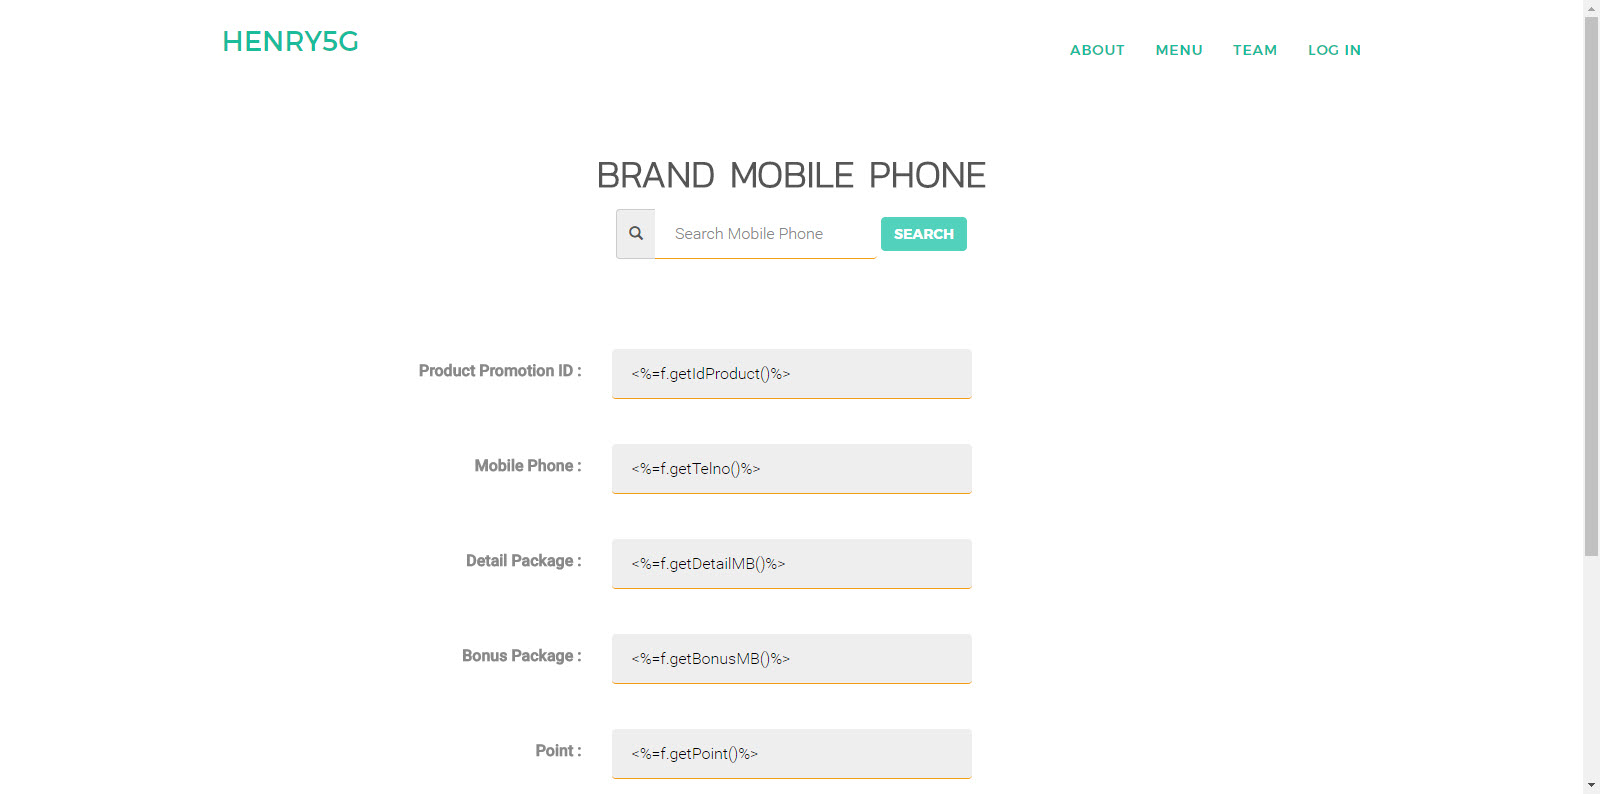 HENRY5G
ABOUT MENU TEAM LOG IN
BRAND MOBILE PHONE
Search Mobile Phone SEARCH
Product Promotion ID : <%=f.getIdProduct()%>
Mobile Phone : <%=f.getTelno()%>
Detail Package : <%=f.getDetailMB()%>
Bonus Package : <%=f.getBonusMB()%>
Point : <%=f.getPoint()%>